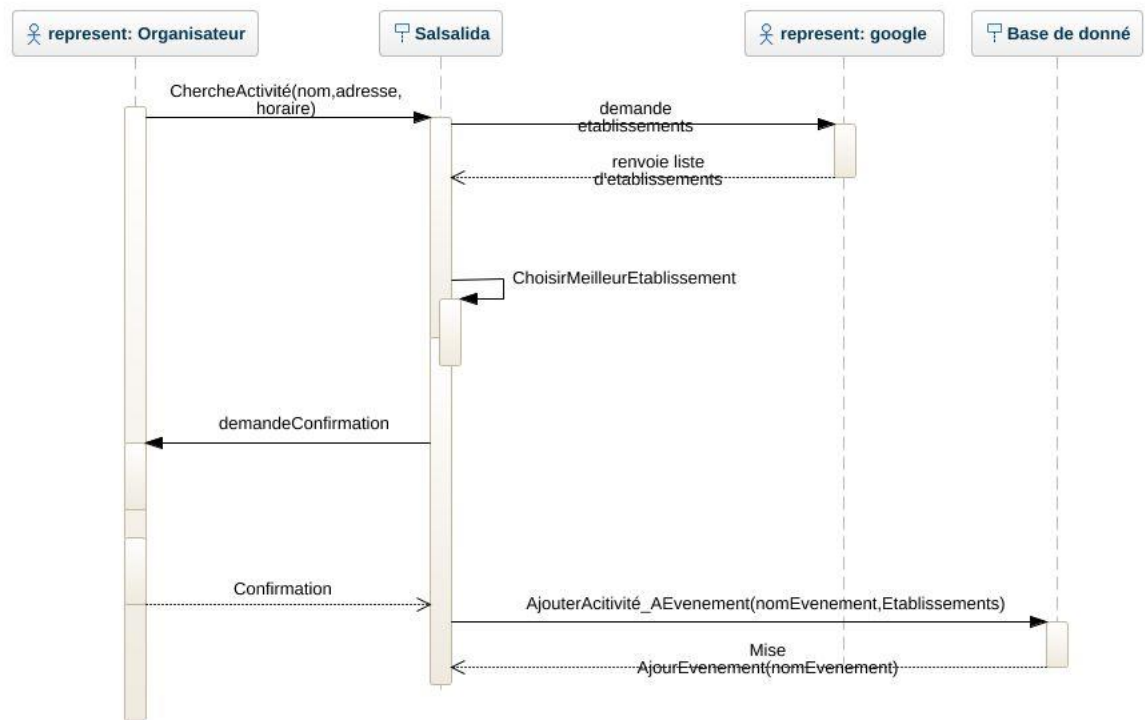 represent: Organisateur
Salsalida
represent: google
Base de donné
ChercheActivité(nom,adresse,
horaire)
demande
etablissements
renvoie liste
d'etablissements
ChoisirMeilleurEtablissement
demandeConfirmation
Confirmation
AjouterAcitivité_AEvenement(nomEvenement,Etablissements)
Mise
AjourEvenement(nomEvenement)